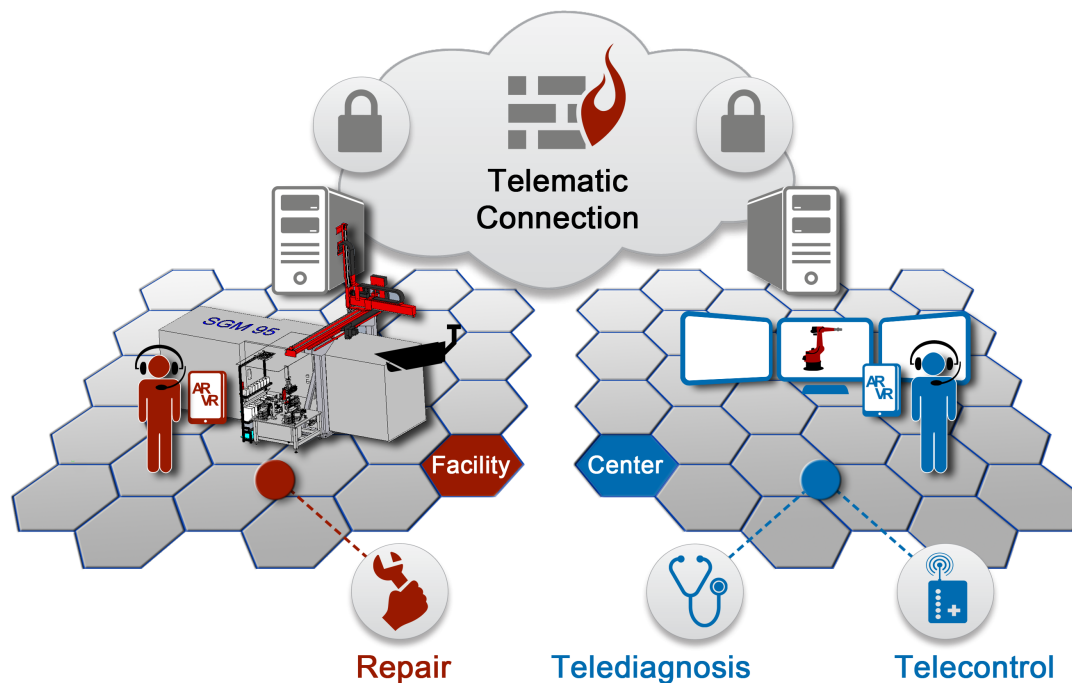 Telematic
Connection
SGM 95
AR
VR
AR
VR
Facility
Center
Repair
Telediagnosis
Telecontrol